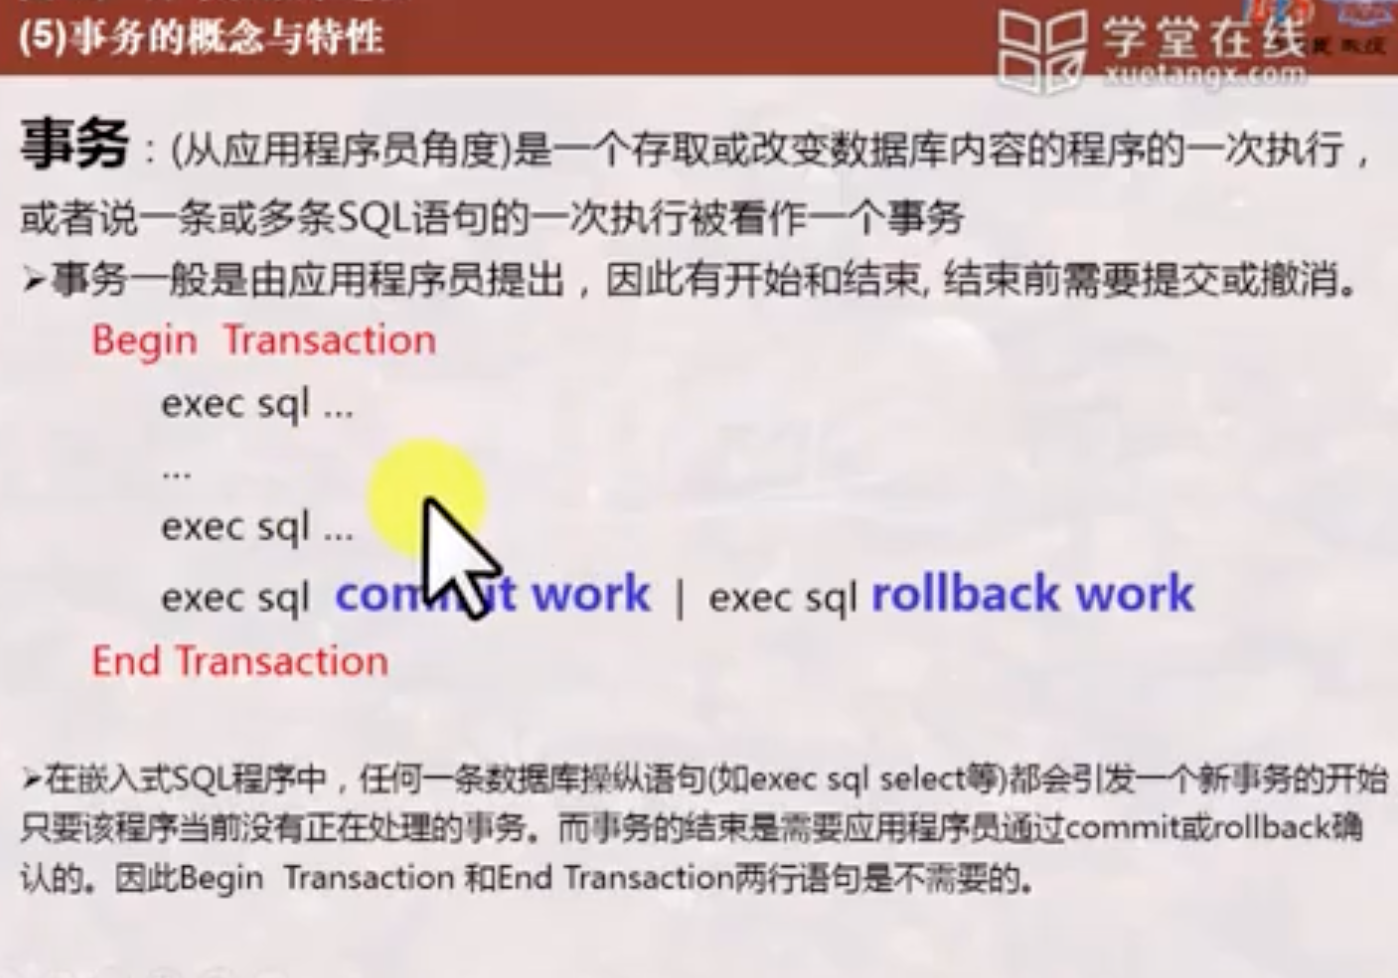 (5)事务的概念与特性
学堂在线
xuetangx.com
事务：(从应用程序员角度)是一个存取或改变数据库内容的程序的一次执行，
或者说一条或多条SQL语句的一次执行被看作一个事务
➢事务一般是由应用程序员提出，因此有开始和结束, 结束前需要提交或撤消。
Begin Transaction
exec sql ...
...
exec sql ...
exec sql commit work | exec sql rollback work
End Transaction
➢在嵌入式SQL程序中，任何一条数据库操纵语句(如exec sql select等)都会引发一个新事务的开始
只要该程序当前没有正在处理的事务。而事务的结束是需要应用程序员通过commit或rollback确
认的。因此Begin Transaction 和End Transaction两行语句是不需要的。